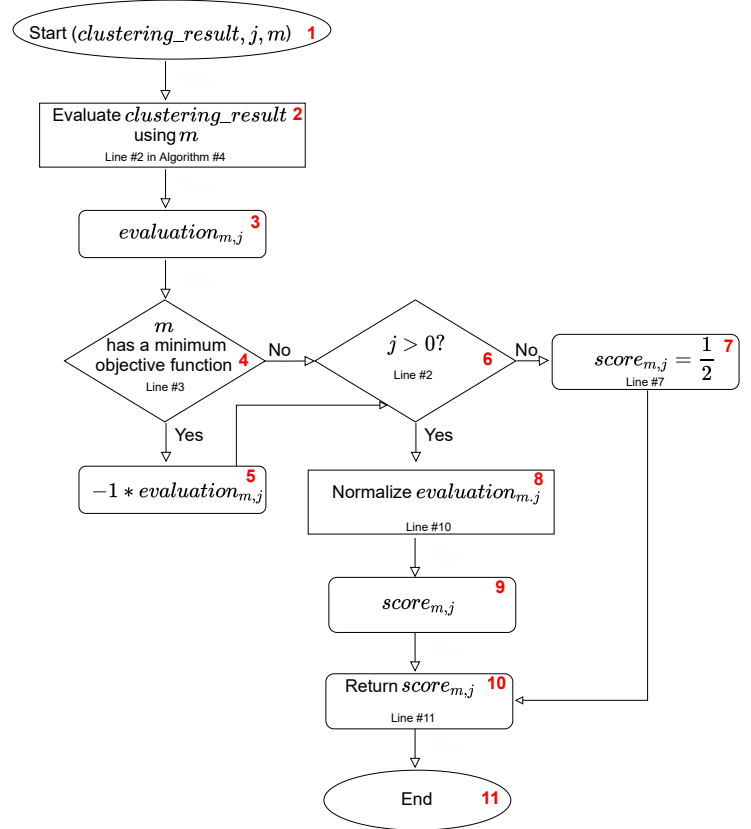 Start (clustering_result, j, m) 1
Evaluate clustering_result 2
using m
Line #2 in Algorithm #4
evaluation_{m,j} 3
m
has a minimum
objective function 4
Line #3
No
Yes
-1 * evaluation_{m,j} 5
j > 0? 6
Line #2
No
Yes
score_{m,j} = \frac{1}{2} 7
Line #7
Normalize evaluation_{m.j} 8
Line #10
score_{m,j} 9
Return score_{m,j} 10
Line #11
End 11